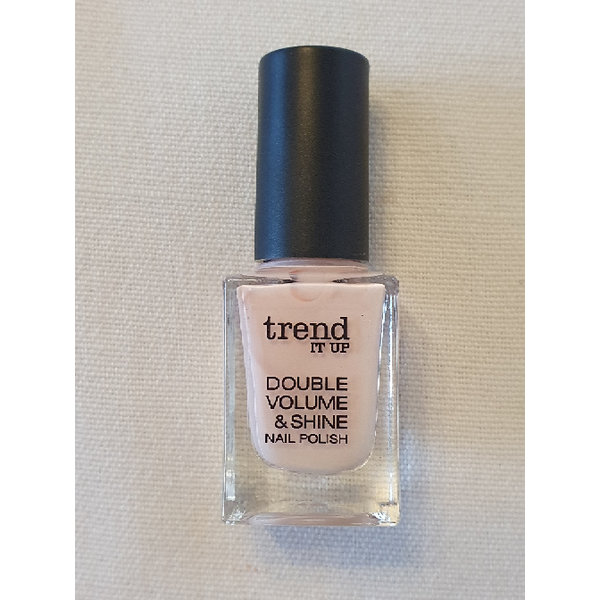 trend
IT UP
DOUBLE
VOLUME
& SHINE
NAIL POLISH